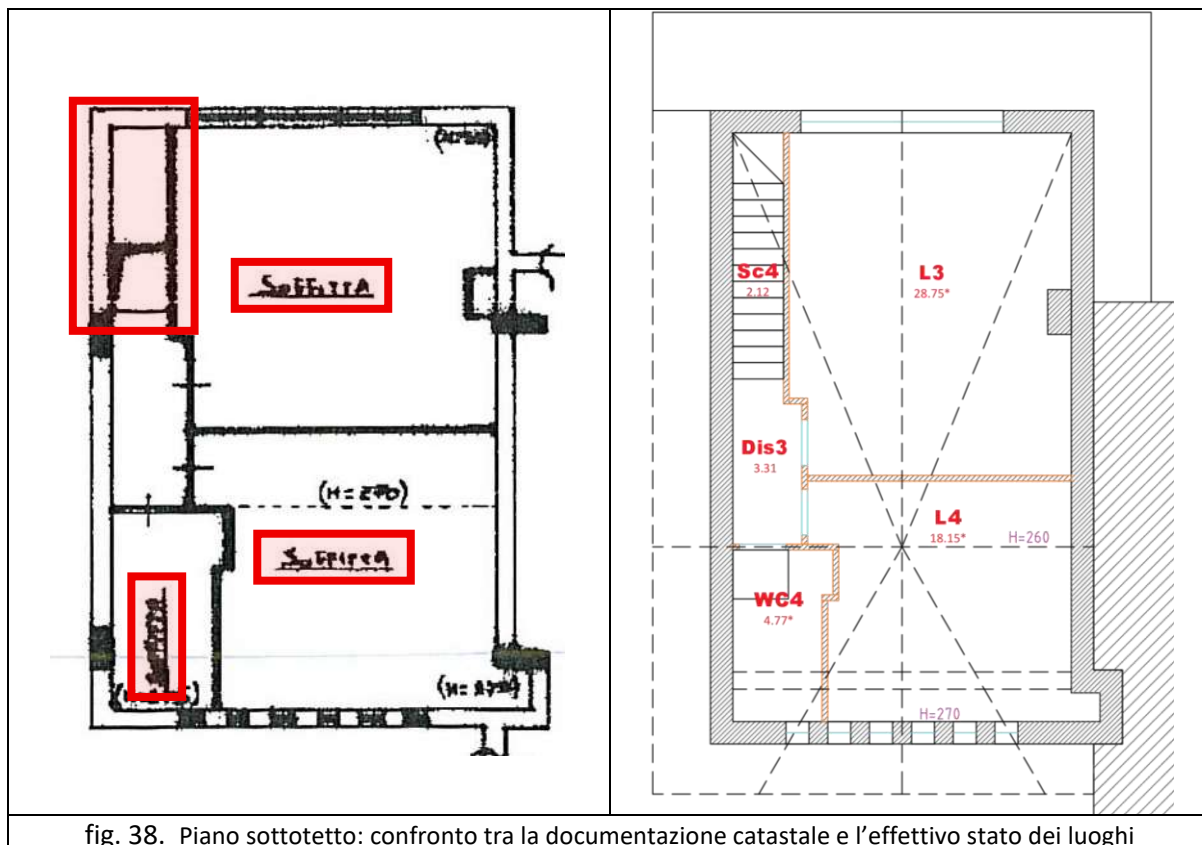 SOFFITTA
(H=270)
SOFFITTA
SOFFITTA
Sc4
2.12
L3
28.75*
Dis3
3.31
L4
18.15*
H=260
WC4
4.77*
H=270
fig. 38. Piano sottotetto: confronto tra la documentazione catastale e l’effettivo stato dei luoghi